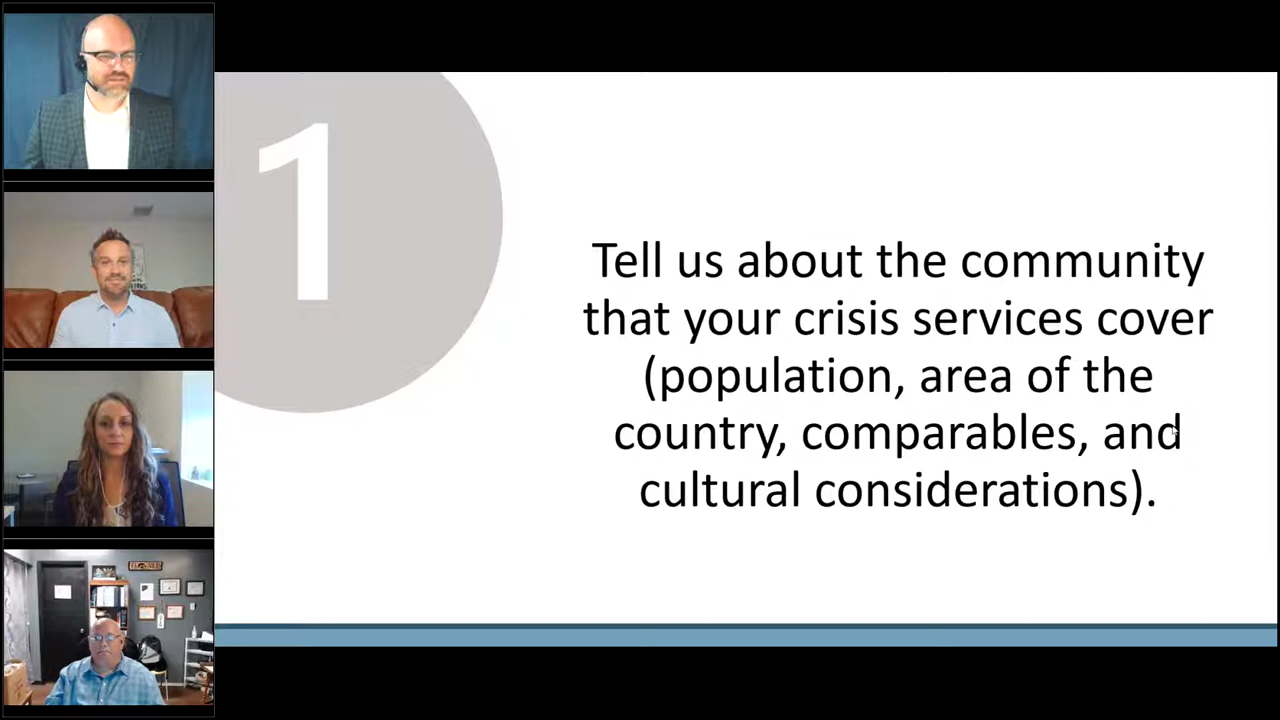 1
Tell us about the community
that your crisis services cover
(population, area of the
country, comparables, and
cultural considerations).